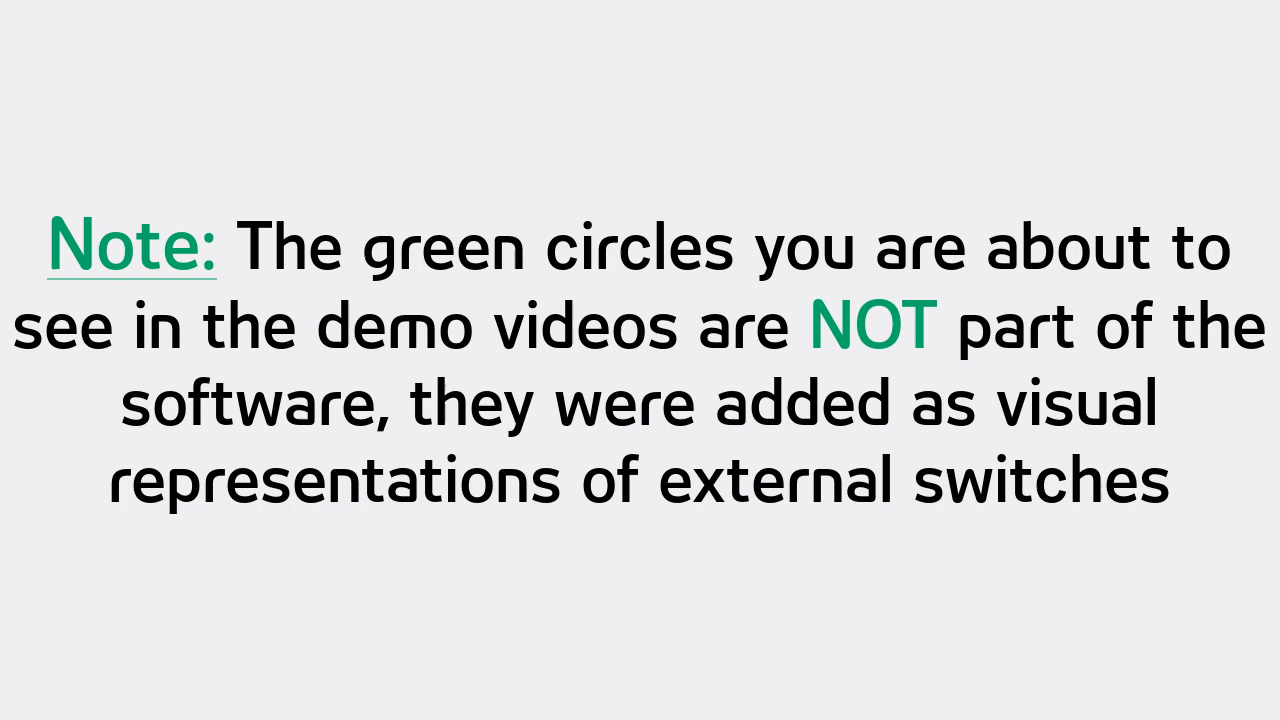 Note: The green circles you are about to
see in the demo videos are NOT part of the
software, they were added as visual
representations of external switches